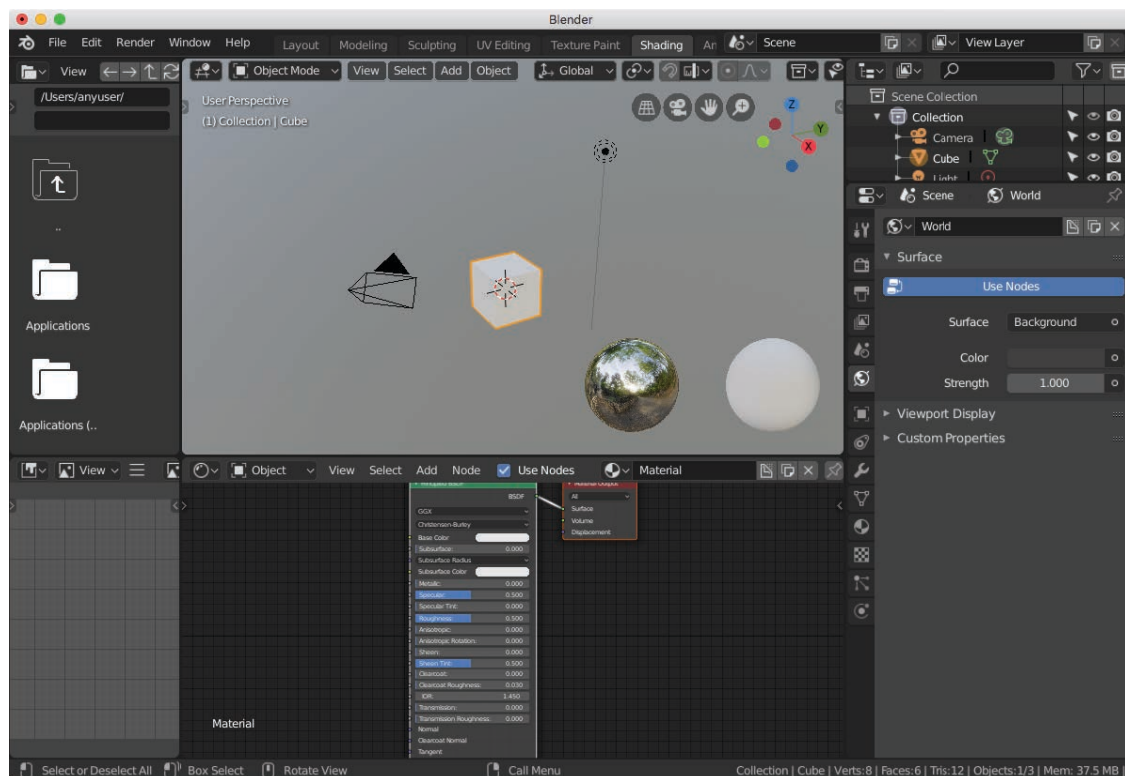 Blender
File Edit Render Window Help Layout Modeling Sculpting UV Editing Texture Paint Shading An Scene View Layer
View Object Mode View Select Add Object Global
/Users/anyuser/
..
Applications
Applications (..
User Perspective
(1) Collection | Cube
Z
Y
X
Scene Collection
Collection
Camera
Cube
Light
Scene World
World
Surface
Use Nodes
Surface Background
Color
Strength 1.000
Viewport Display
Custom Properties
View Object View Select Add Node Use Nodes Material
Principled BSDF
BSDF
GGX
Christensen-Burley
Base Color
Subsurface: 0.000
Subsurface Radius
Subsurface Color
Metallic: 0.000
Specular: 0.500
Specular Tint: 0.000
Roughness: 0.500
Anisotropic: 0.000
Anisotropic Rotation: 0.000
Sheen: 0.000
Sheen Tint: 0.500
Clearcoat: 0.000
Clearcoat Roughness: 0.030
IOR: 1.450
Transmission: 0.000
Transmission Roughness: 0.000
Normal
Clearcoat Normal
Tangent
Material Output
All
Surface
Volume
Displacement
Material
Select or Deselect All Box Select Rotate View Call Menu Collection | Cube | Verts:8 | Faces:6 | Tris:12 | Objects:1/3 | Mem: 37.5 MB |